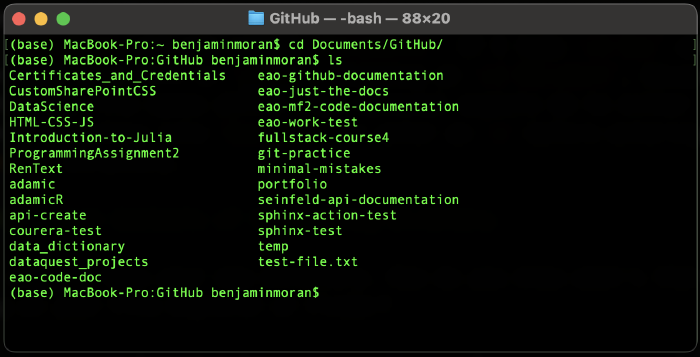 GitHub — -bash — 88×20
[(base) MacBook-Pro:~ benjaminmoran$ cd Documents/GitHub/ ]
[(base) MacBook-Pro:GitHub benjaminmoran$ ls ]
Certificates_and_Credentials eao-github-documentation
CustomSharePointCSS eao-just-the-docs
DataScience eao-mf2-code-documentation
HTML-CSS-JS eao-work-test
Introduction-to-Julia fullstack-course4
ProgrammingAssignment2 git-practice
RenText minimal-mistakes
adamic portfolio
adamicR seinfeld-api-documentation
api-create sphinx-action-test
courera-test sphinx-test
data_dictionary temp
dataquest_projects test-file.txt
eao-code-doc
(base) MacBook-Pro:GitHub benjaminmoran$